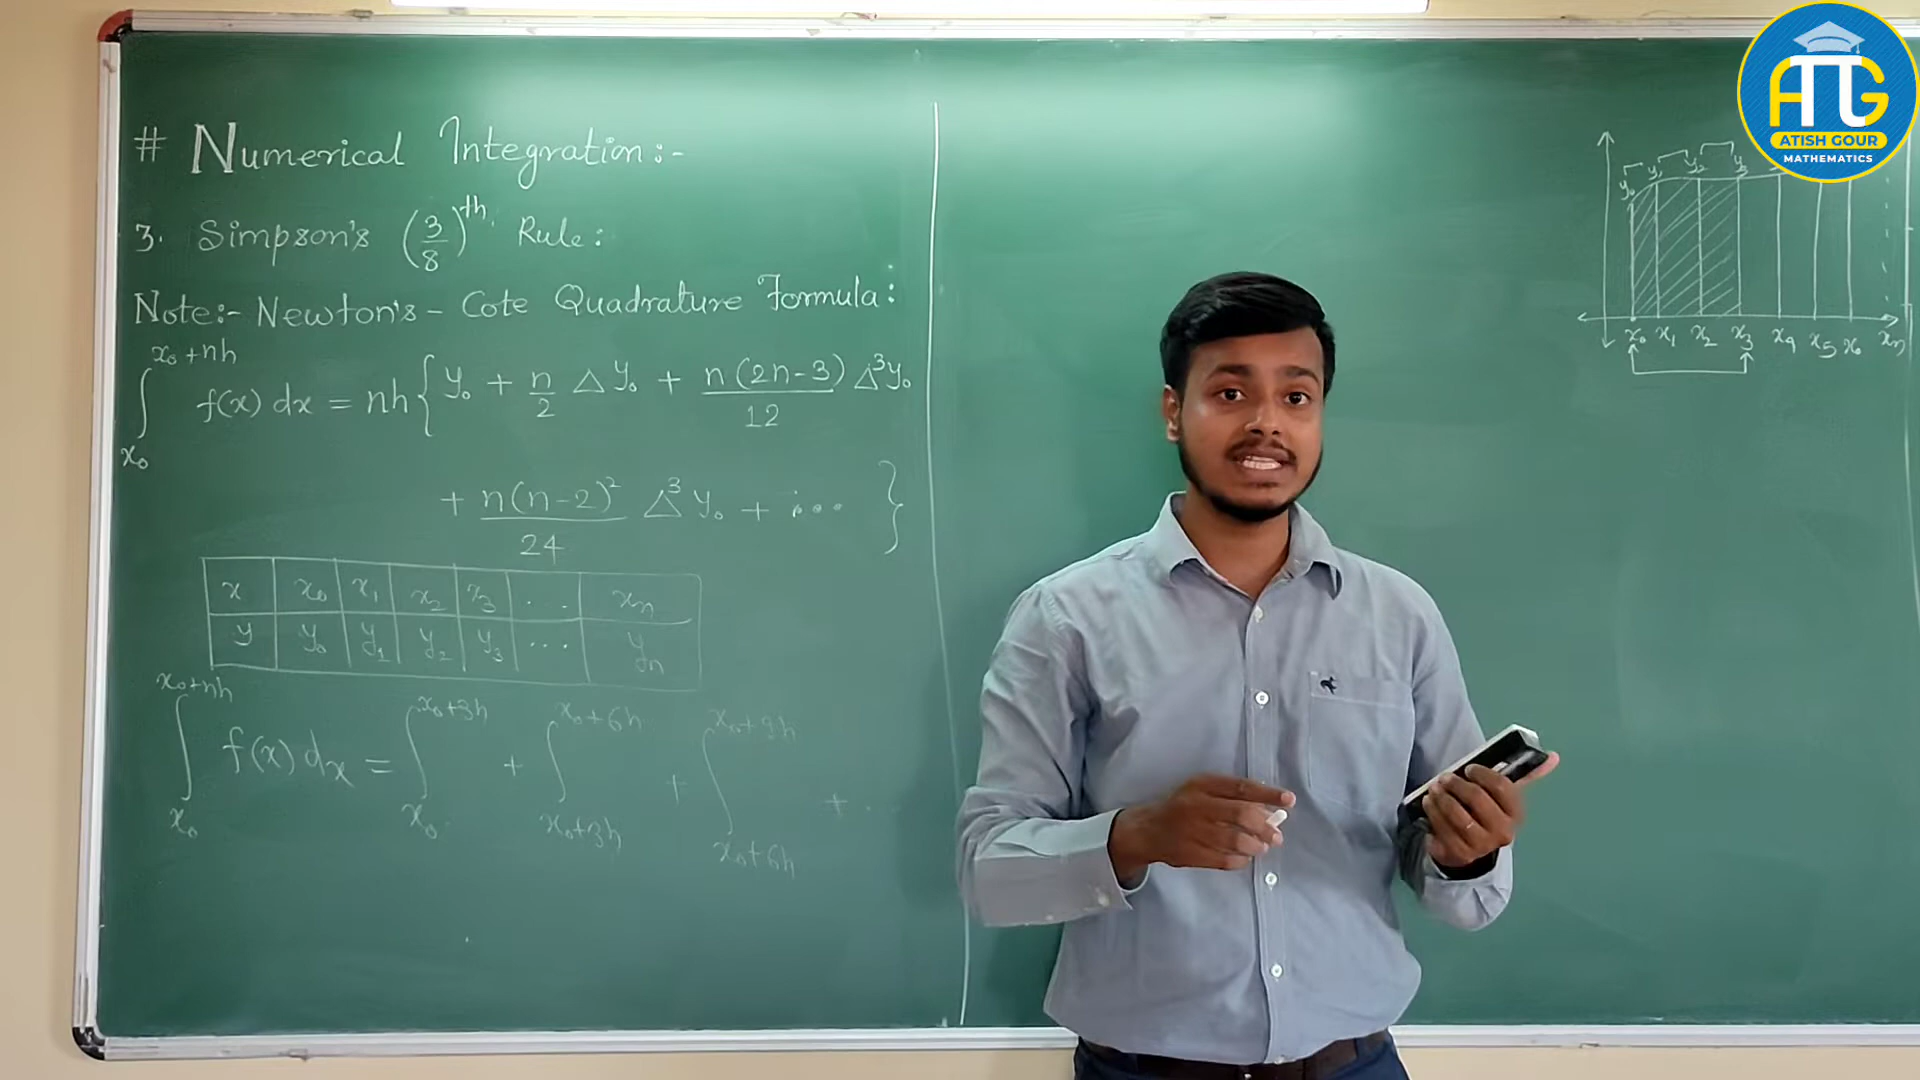 # Numerical Integration:-
3. Simpson's (3/8)^th Rule:
Note:- Newton's - Cote Quadrature Formula:
∫_{x₀}^{x₀+nh} f(x) dx = nh { y₀ + n/2 Δy₀ + n(2n-3)/12 Δ³y₀
+ n(n-2)²/24 Δ³y₀ + ... }
x x₀ x₁ x₂ x₃ ... xₙ
y y₀ y₁ y₂ y₃ ... yₙ
∫_{x₀}^{x₀+nh} f(x) dx = ∫_{x₀}^{x₀+3h} + ∫_{x₀+3h}^{x₀+6h} + ∫_{x₀+6h}^{x₀+9h} + ..
y₀ y₁ y₂ y₃
x₀ x₁ x₂ x₃ x₄ x₅ x₆ xₙ
ATG
ATISH GOUR
MATHEMATICS